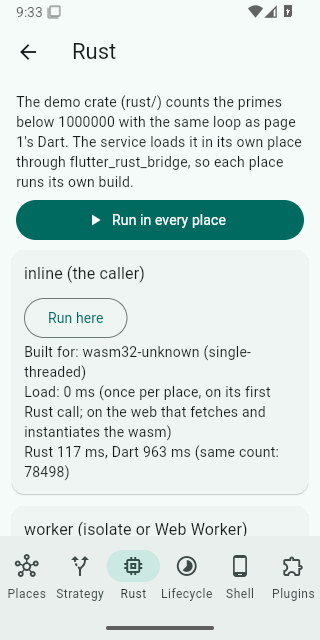 9:33
Rust
The demo crate (rust/) counts the primes
below 1000000 with the same loop as page
1's Dart. The service loads it in its own place
through flutter_rust_bridge, so each place
runs its own build.
Run in every place
inline (the caller)
Run here
Built for: wasm32-unknown (single-
threaded)
Load: 0 ms (once per place, on its first
Rust call; on the web that fetches and
instantiates the wasm)
Rust 117 ms, Dart 963 ms (same count:
78498)
worker (isolate or Web Worker)
Places Strategy Rust Lifecycle Shell Plugins